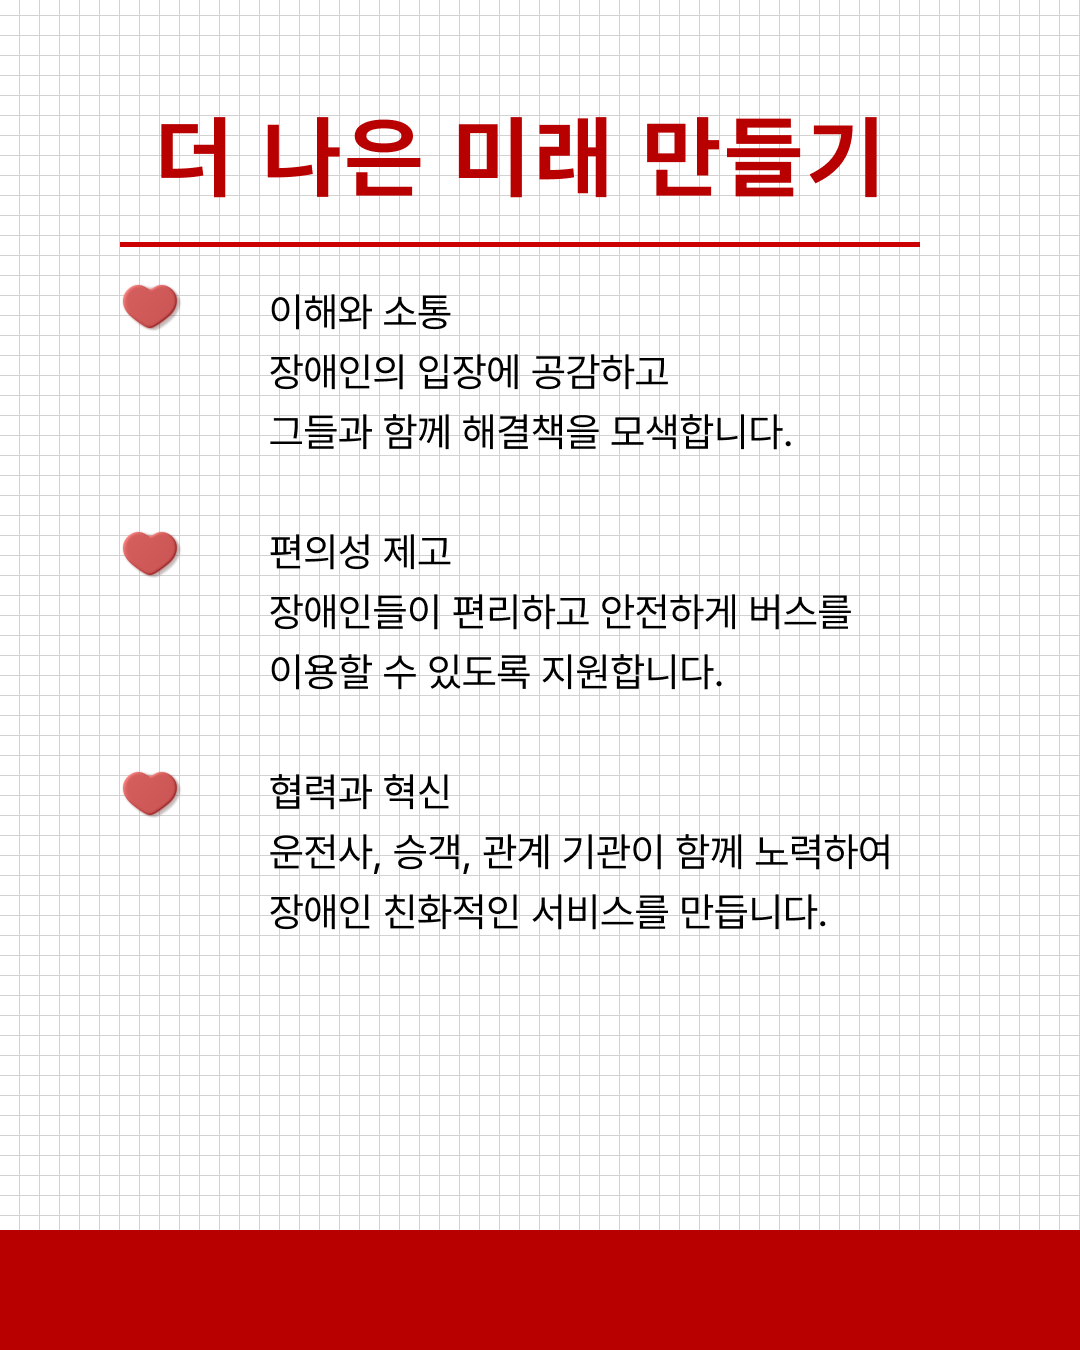 더 나은 미래 만들기
이해와 소통
장애인의 입장에 공감하고
그들과 함께 해결책을 모색합니다.
편의성 제고
장애인들이 편리하고 안전하게 버스를
이용할 수 있도록 지원합니다.
협력과 혁신
운전사, 승객, 관계 기관이 함께 노력하여
장애인 친화적인 서비스를 만듭니다.